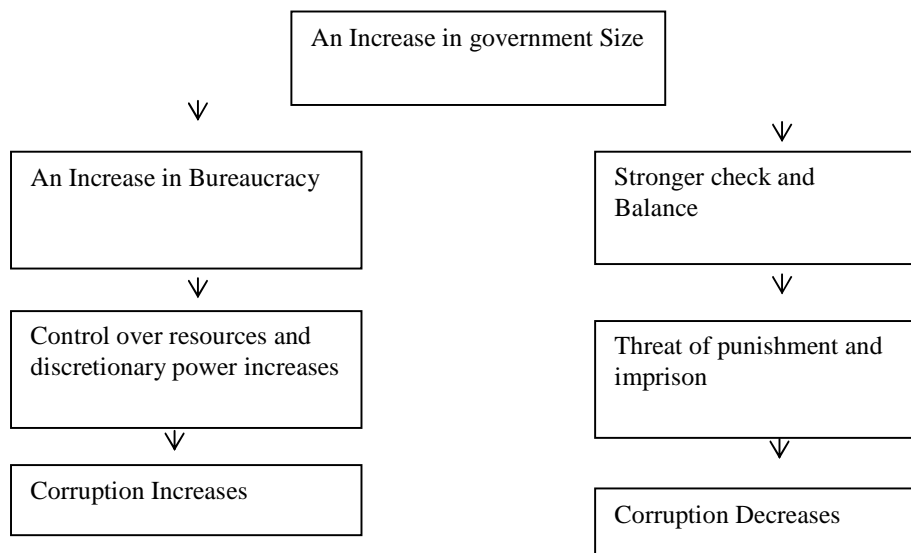 An Increase in government Size
An Increase in Bureaucracy
Stronger check and
Balance
Control over resources and
discretionary power increases
Threat of punishment and
imprison
Corruption Increases
Corruption Decreases